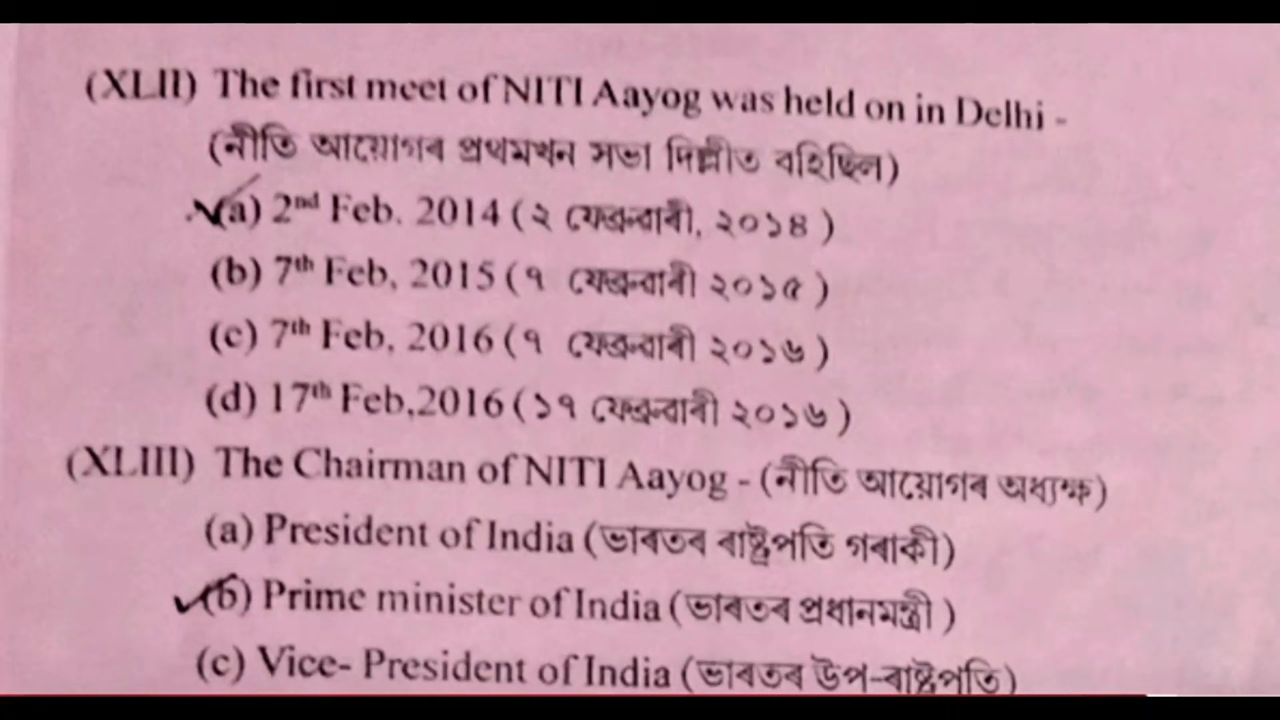 (XLII) The first meet of NITI Aayog was held on in Delhi -
(নীতি আয়োগৰ প্ৰথমখন সভা দিল্লীত বহিছিল)
(a) 2nd Feb. 2014 ( ২ ফেব্ৰুবাৰী, ২০১৪ )
(b) 7th Feb, 2015 ( ৭ ফেব্ৰুবাৰী ২০১৫ )
(c) 7th Feb, 2016 ( ৭ ফেব্ৰুবাৰী ২০১৬ )
(d) 17th Feb,2016 ( ১৭ ফেব্ৰুবাৰী ২০১৬ )
(XLIII) The Chairman of NITI Aayog - (নীতি আয়োগৰ অধ্যক্ষ)
(a) President of India (ভাৰতৰ ৰাষ্ট্ৰপতি গৰাকী)
(b) Prime minister of India (ভাৰতৰ প্ৰধানমন্ত্ৰী )
(c) Vice- President of India (ভাৰতৰ উপ-ৰাষ্ট্ৰপতি)